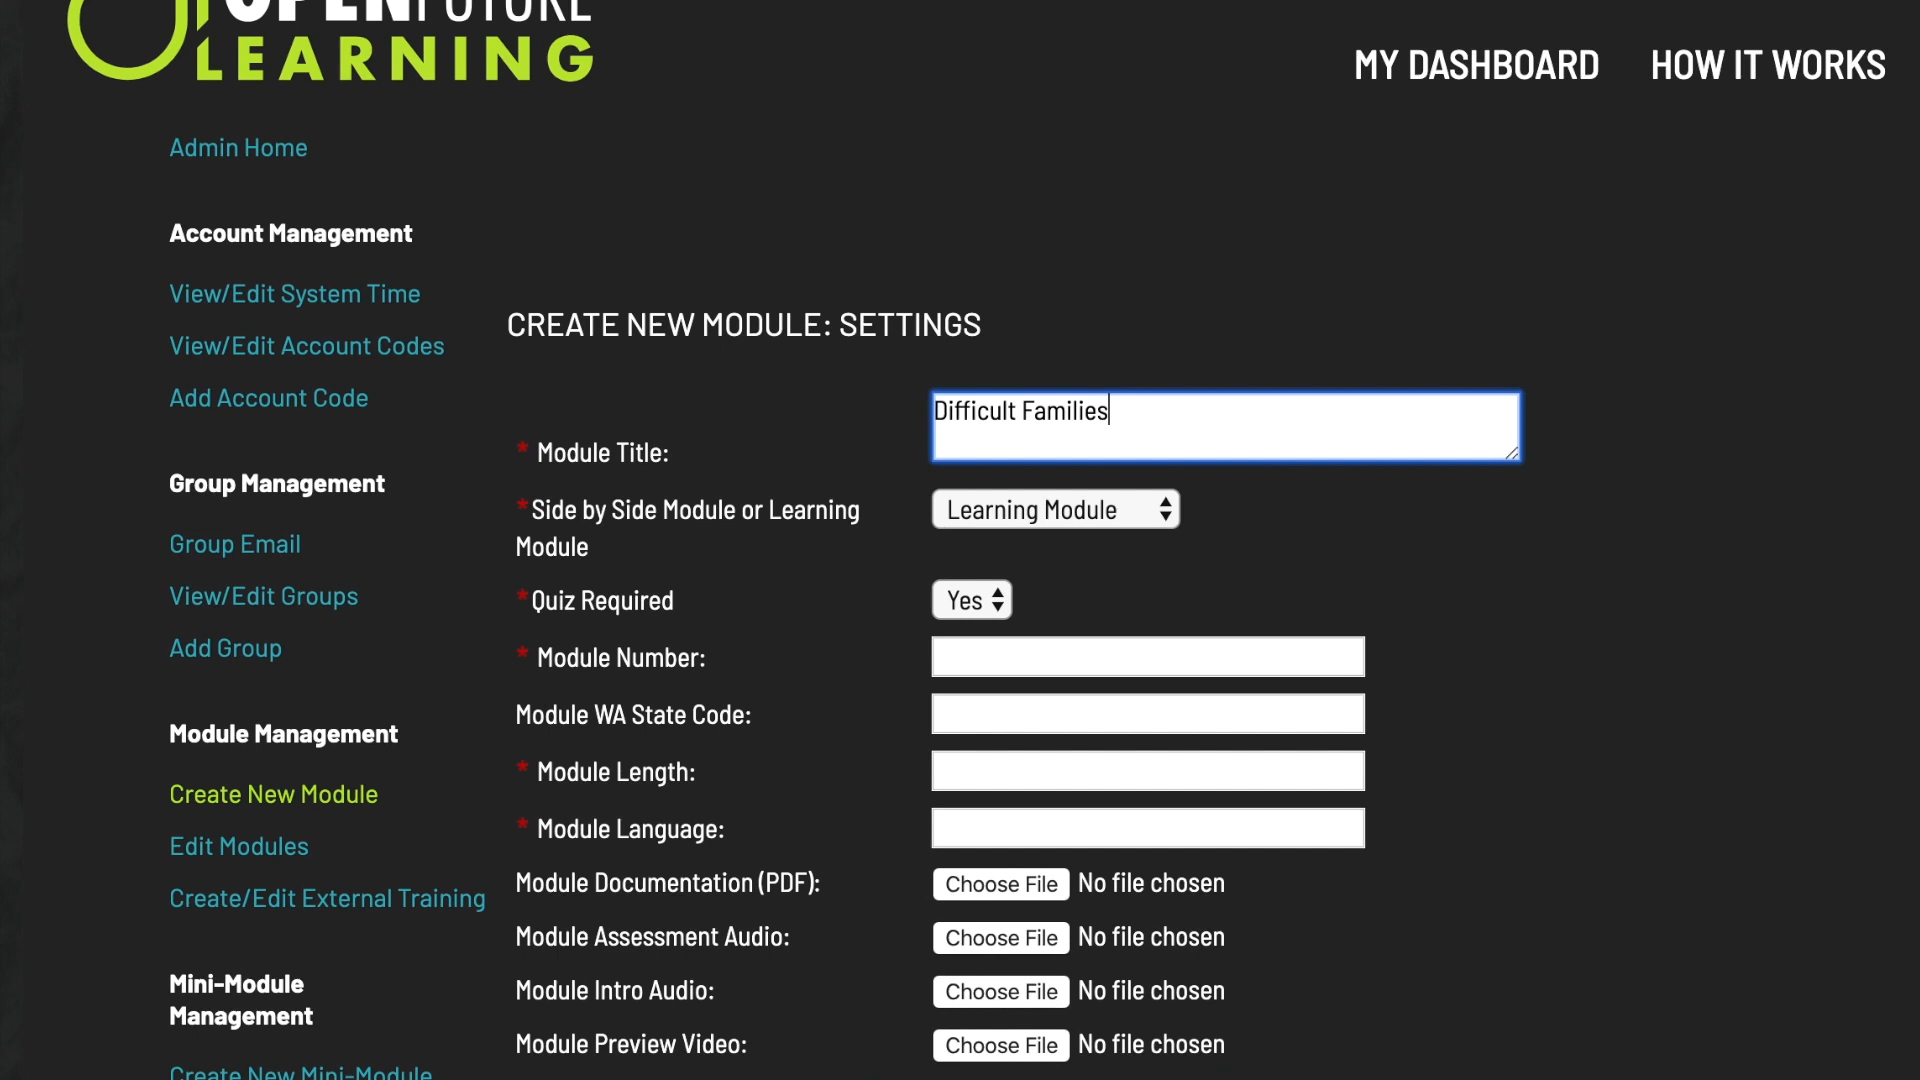 OPENFUTURE
LEARNING
MY DASHBOARD
HOW IT WORKS
Admin Home
Account Management
View/Edit System Time
View/Edit Account Codes
Add Account Code
Group Management
Group Email
View/Edit Groups
Add Group
Module Management
Create New Module
Edit Modules
Create/Edit External Training
Mini-Module
Management
Create New Mini-Module
CREATE NEW MODULE: SETTINGS
* Module Title:
Difficult Families
*Side by Side Module or Learning
Module
Learning Module
*Quiz Required
Yes
* Module Number:
Module WA State Code:
* Module Length:
* Module Language:
Module Documentation (PDF):
Choose File No file chosen
Module Assessment Audio:
Choose File No file chosen
Module Intro Audio:
Choose File No file chosen
Module Preview Video:
Choose File No file chosen